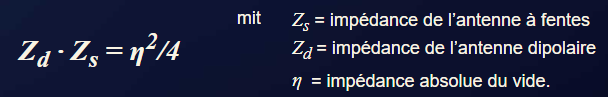 mit Z_s = impédance de l'antenne à fentes
Z_d · Z_s = η²/4
Z_d = impédance de l'antenne dipolaire
η = impédance absolue du vide.